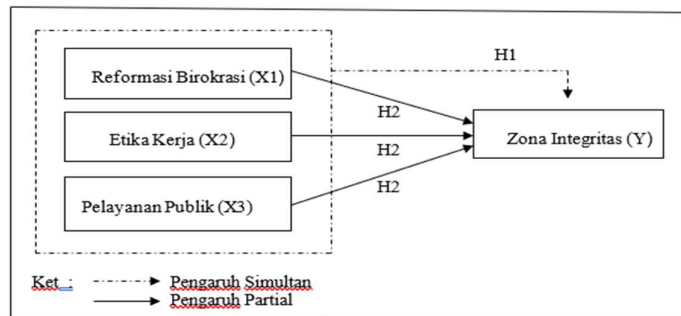 H1
Reformasi Birokrasi (X1)
H2
Etika Kerja (X2)
Zona Integritas (Y)
H2
H2
Pelayanan Publik (X3)
Ket :
Pengaruh Simultan
Pengaruh Partial